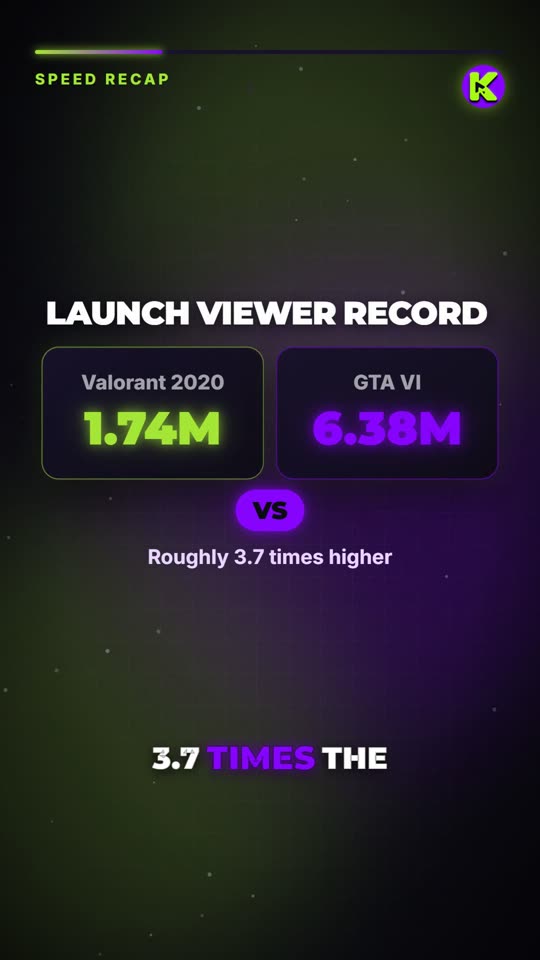 SPEED RECAP
K
LAUNCH VIEWER RECORD
Valorant 2020
1.74M
GTA VI
6.38M
VS
Roughly 3.7 times higher
3.7 TIMES THE